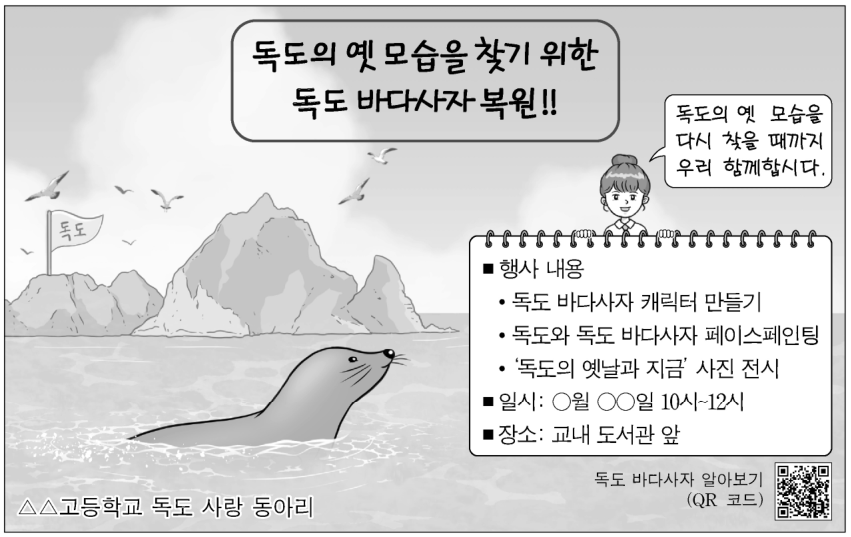 독도의 옛 모습을 찾기 위한
독도 바다사자 복원!!
독도의 옛 모습을
다시 찾을 때까지
우리 함께합시다.
독도
■ 행사 내용
• 독도 바다사자 캐릭터 만들기
• 독도와 독도 바다사자 페이스페인팅
• ‘독도의 옛날과 지금’ 사진 전시
■ 일시: ○월 ○○일 10시~12시
■ 장소: 교내 도서관 앞
독도 바다사자 알아보기
(QR 코드)
△△고등학교 독도 사랑 동아리